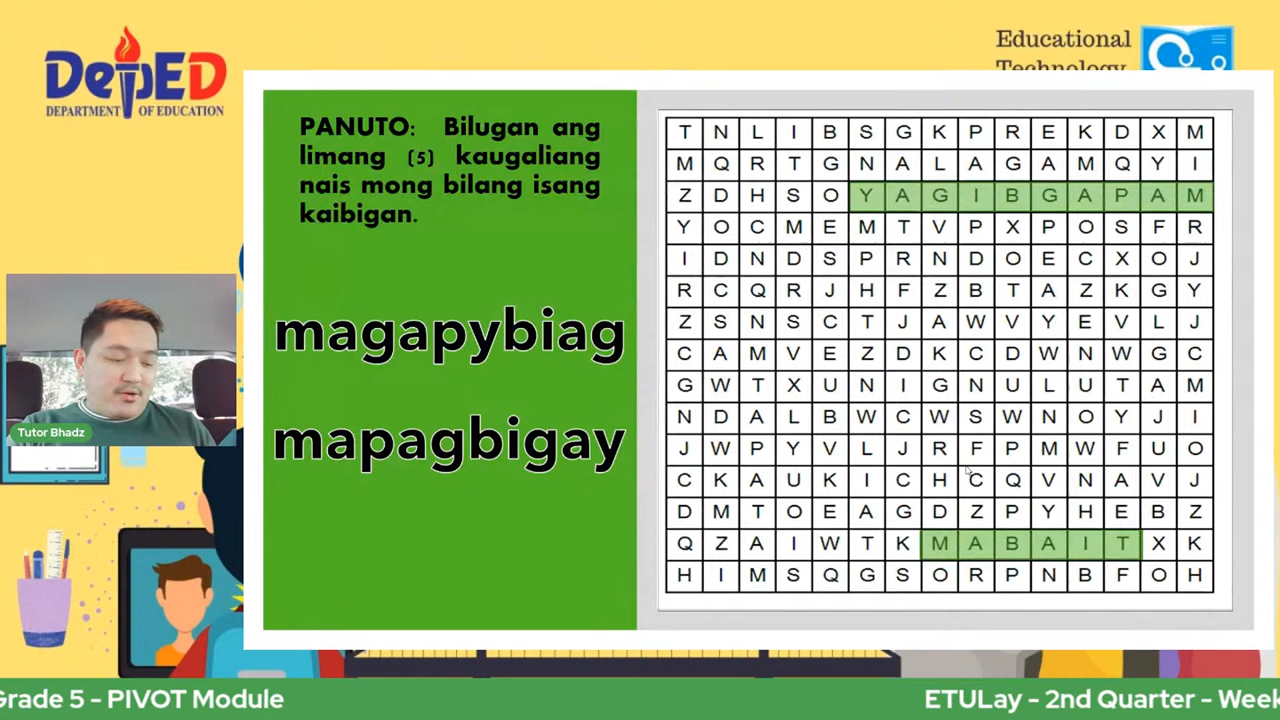 DepED
DEPARTMENT OF EDUCATION
Educational
Technology
PANUTO: Bilugan ang
limang (5) kaugaliang
nais mong bilang isang
kaibigan.
magapybiag
mapagbigay
T N L I B S G K P R E K D X M
M Q R T G N A L A G A M Q Y I
Z D H S O Y A G I B G A P A M
Y O C M E M T V P X P O S F R
I D N D S P R N D O E C X O J
R C Q R J H F Z B T A Z K G Y
Z S N S C T J A W V Y E V L J
C A M V E Z D K C D W N W G C
G W T X U N I G N U L U T A M
N D A L B W C W S W N O Y J I
J W P Y V L J R F P M W F U O
C K A U K I C H C Q V N A V J
D M T O E A G D Z P Y H E B Z
Q Z A I W T K M A B A I T X K
H I M S Q G S O R P N B F O H
Tutor Bhadz
Grade 5 - PIVOT Module
ETULay - 2nd Quarter - Week